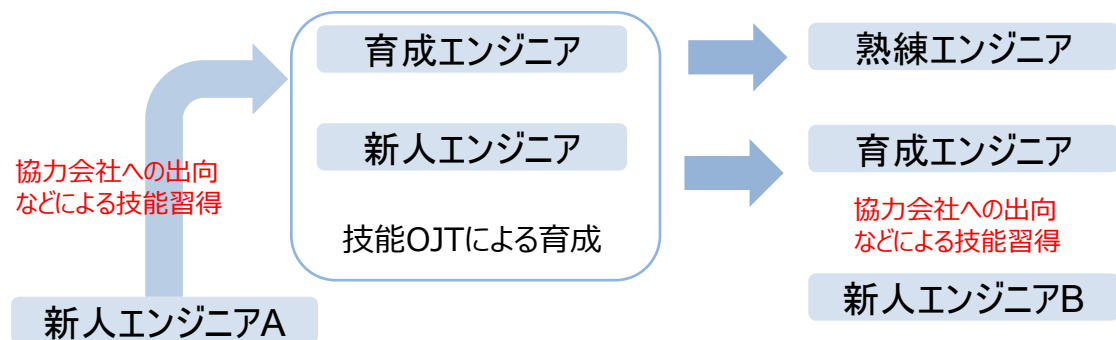 育成エンジニア
新人エンジニア
技能OJTによる育成
協力会社への出向
などによる技能習得
新人エンジニアA
熟練エンジニア
育成エンジニア
協力会社への出向
などによる技能習得
新人エンジニアB